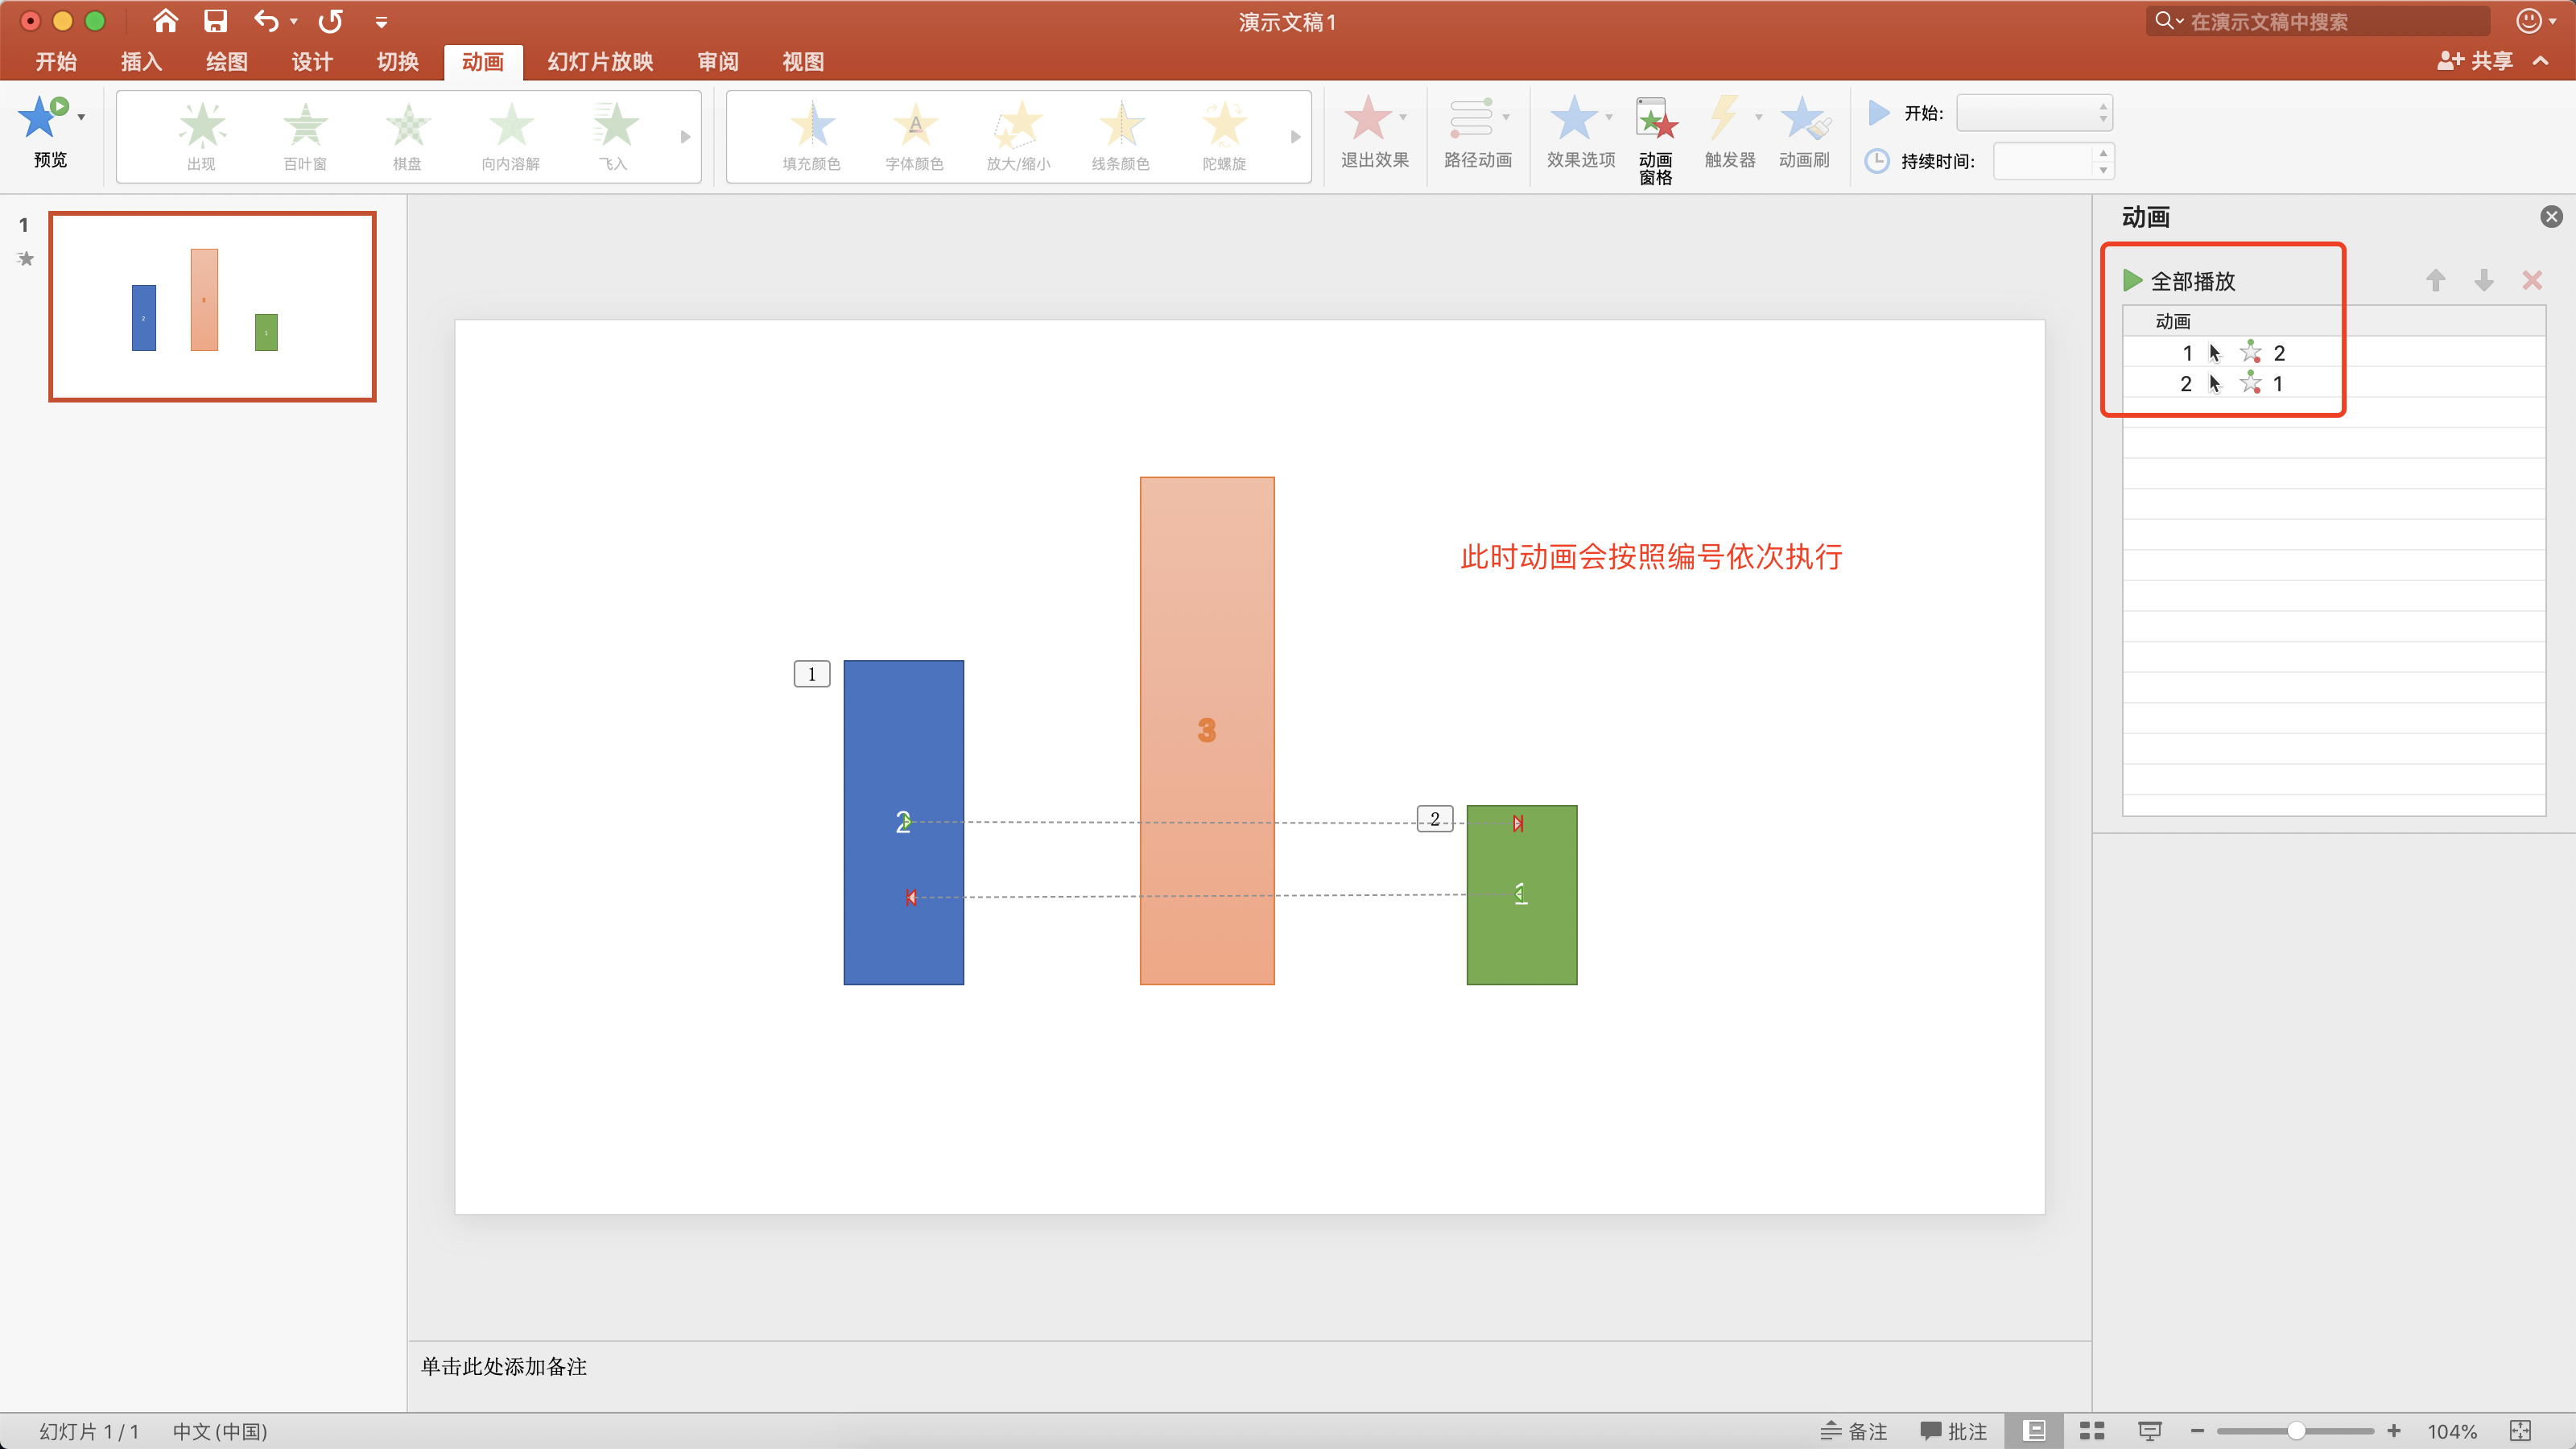 演示文稿1
在演示文稿中搜索
开始 插入 绘图 设计 切换 动画 幻灯片放映 审阅 视图
共享
预览
出现 百叶窗 棋盘 向内溶解 飞入
A
填充颜色 字体颜色 放大/缩小 线条颜色 陀螺旋
退出效果 路径动画 效果选项 动画 窗格 触发器 动画刷
开始:
持续时间:
1
2
3
1
动画
全部播放
动画
1 2
2 1
此时动画会按照编号依次执行
1
3
2
2
1
单击此处添加备注
幻灯片 1 / 1 中文 (中国)
备注 批注 104%